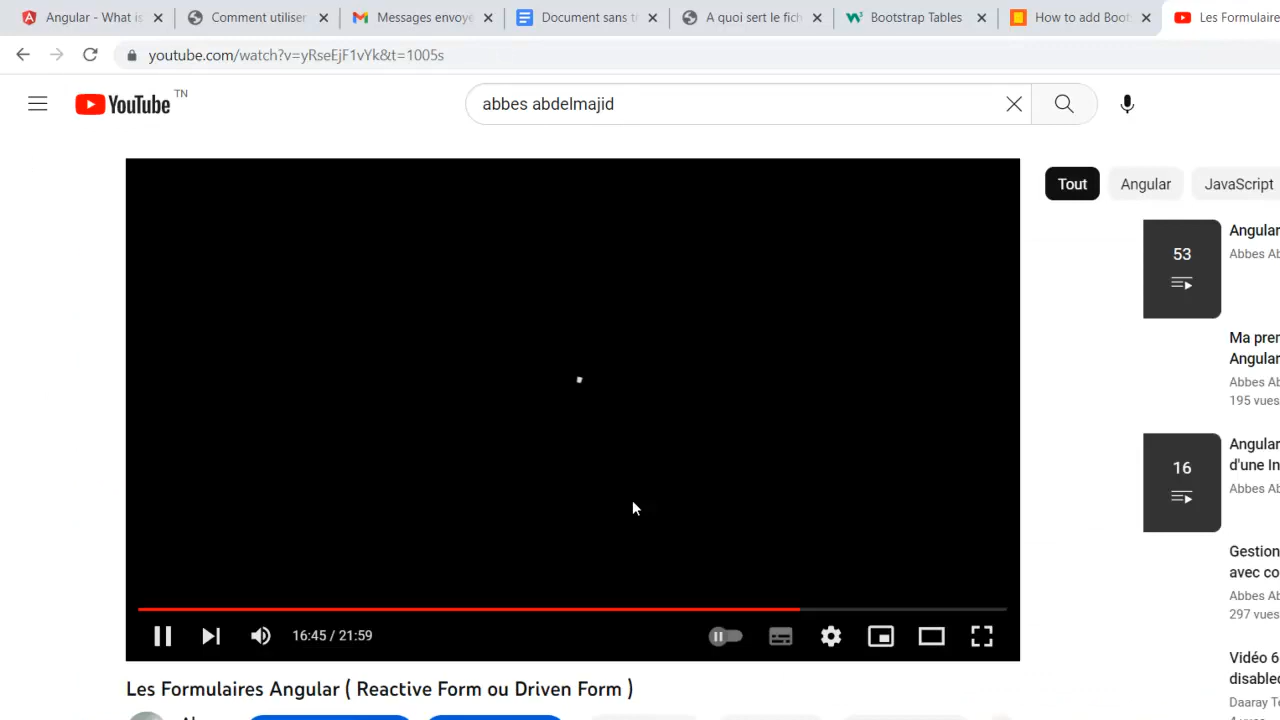 Angular - What is
Comment utiliser
Messages envoyé
Document sans t
A quoi sert le fich
Bootstrap Tables
How to add Boot
Les Formulaire
youtube.com/watch?v=yRseEjF1vYk&t=1005s
YouTube TN
abbes abdelmajid
Tout
Angular
JavaScript
53
Angular
Abbes Ab
Ma prem
Angular
Abbes Ab
195 vues
16
Angular
d'une In
Abbes Ab
Gestion
avec co
Abbes Ab
297 vues
16:45 / 21:59
Les Formulaires Angular ( Reactive Form ou Driven Form )
Vidéo 6
disabled
Daaray Te